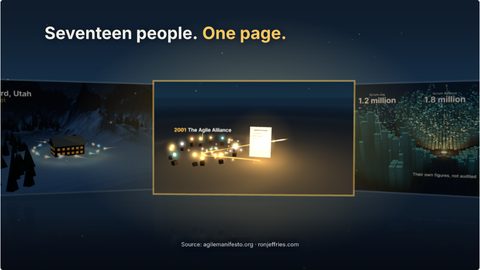 Seventeen people. One page.
rd, Utah
2001 The Agile Alliance
1.2 million
1.8 million
Their own figures, not audited
Source: agilemanifesto.org · ronjeffries.com